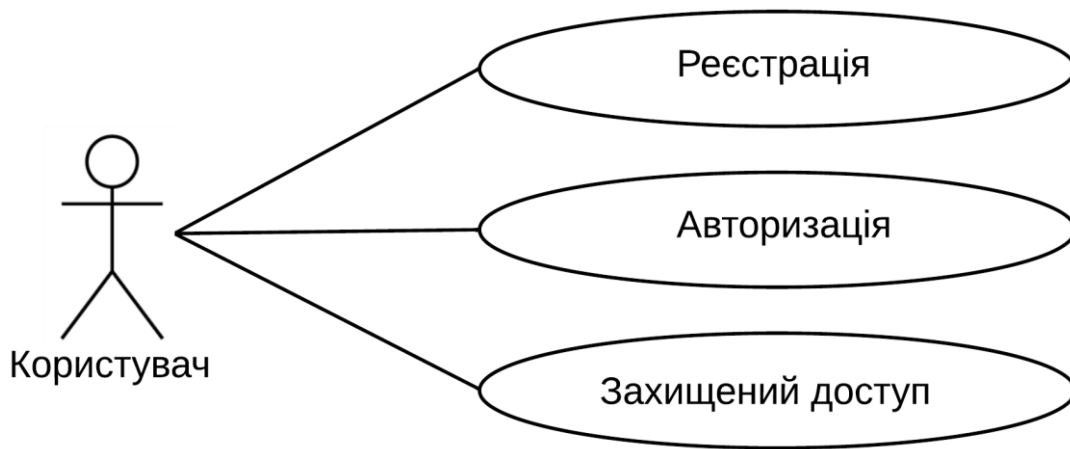 Реєстрація
Авторизація
Користувач
Захищений доступ